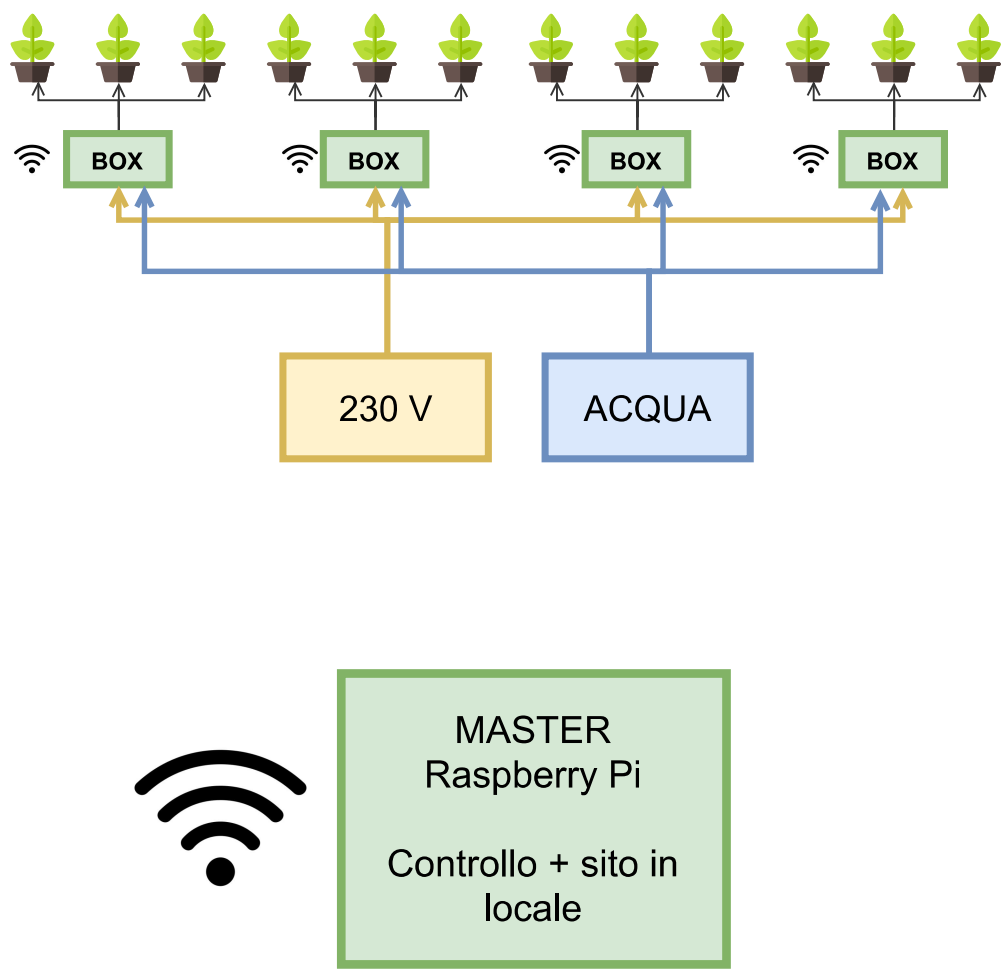 BOX
BOX
BOX
BOX
230 V
ACQUA
MASTER
Raspberry Pi
Controllo + sito in
locale